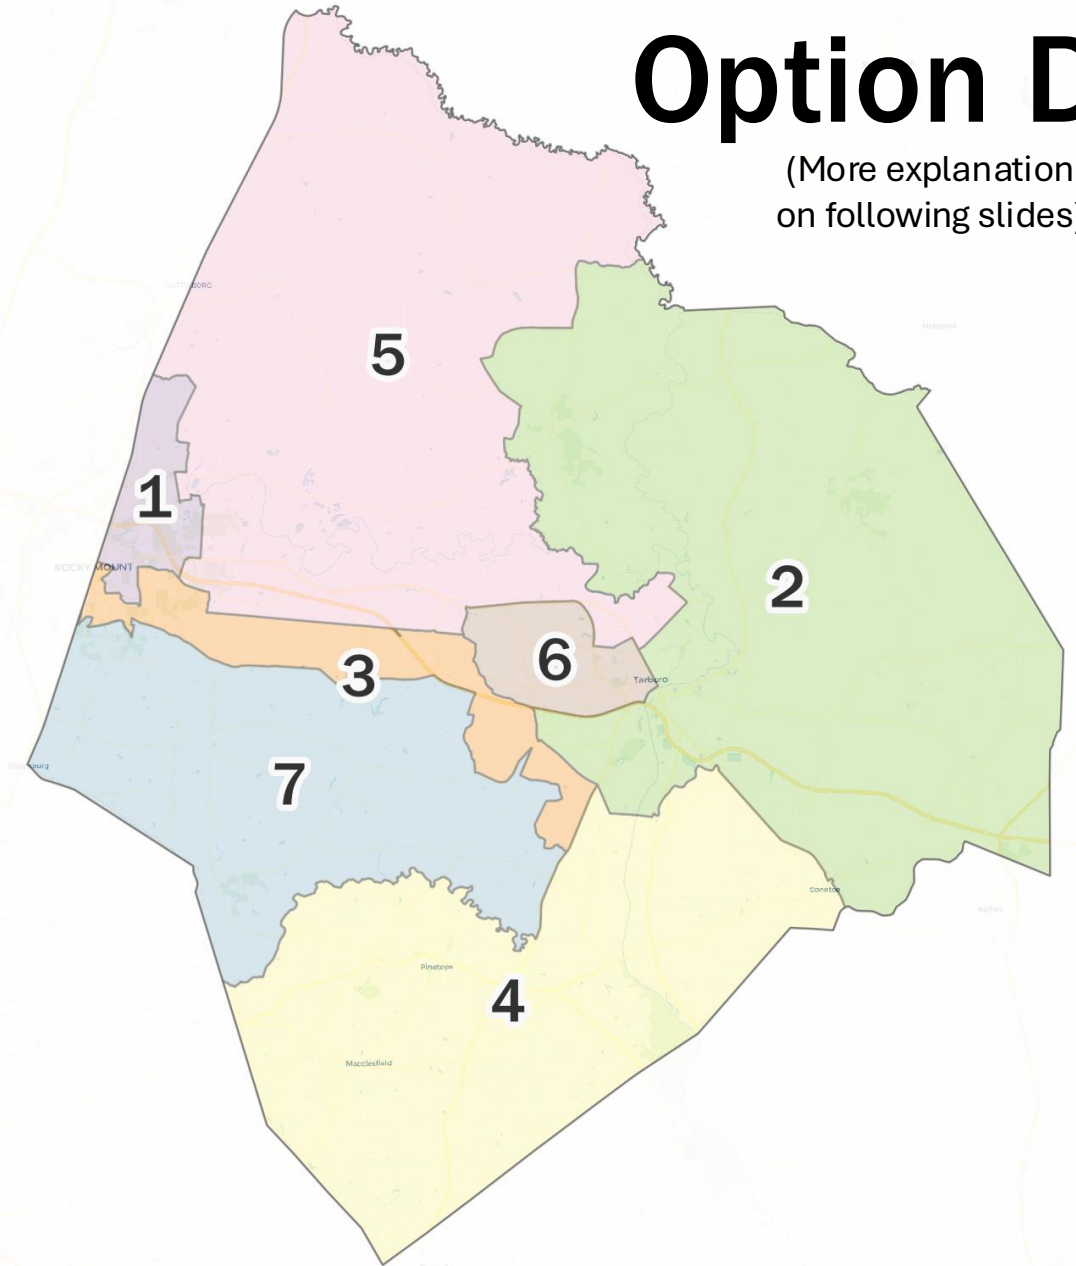 Option D
(More explanation
on following slides)
5
1
ROCKY MOUNT
2
6
3
Tarboro
7
Conetoe
Pinetops
4
Macclesfield